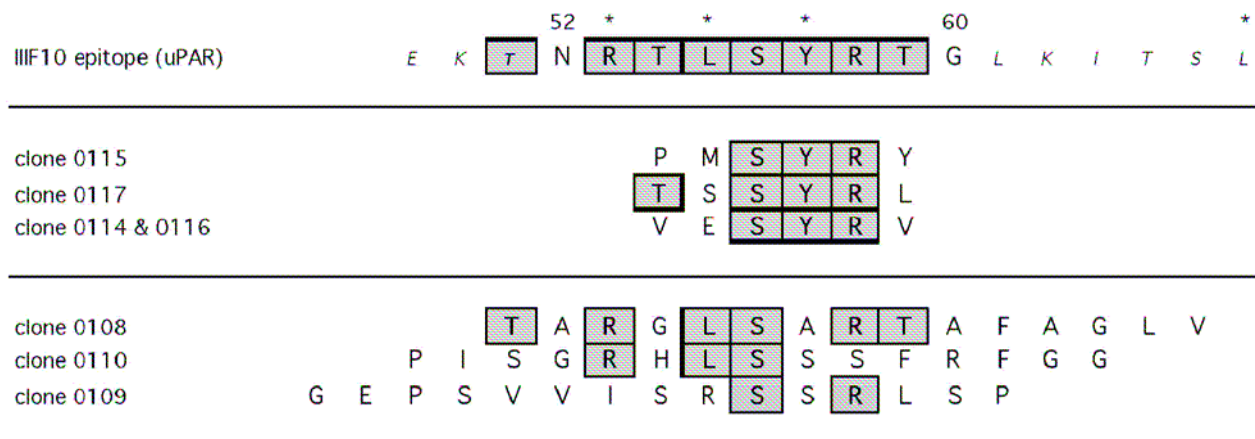 52 * * * 60 *
IIIF10 epitope (uPAR) E K T N R T L S Y R T G L K I T S L
clone 0115 P M S Y R Y
clone 0117 T S S Y R L
clone 0114 & 0116 V E S Y R V
clone 0108 T A R G L S A R T A F A G L V
clone 0110 P I S G R H L S S S F R F G G
clone 0109 G E P S V V I S R S S R L S P